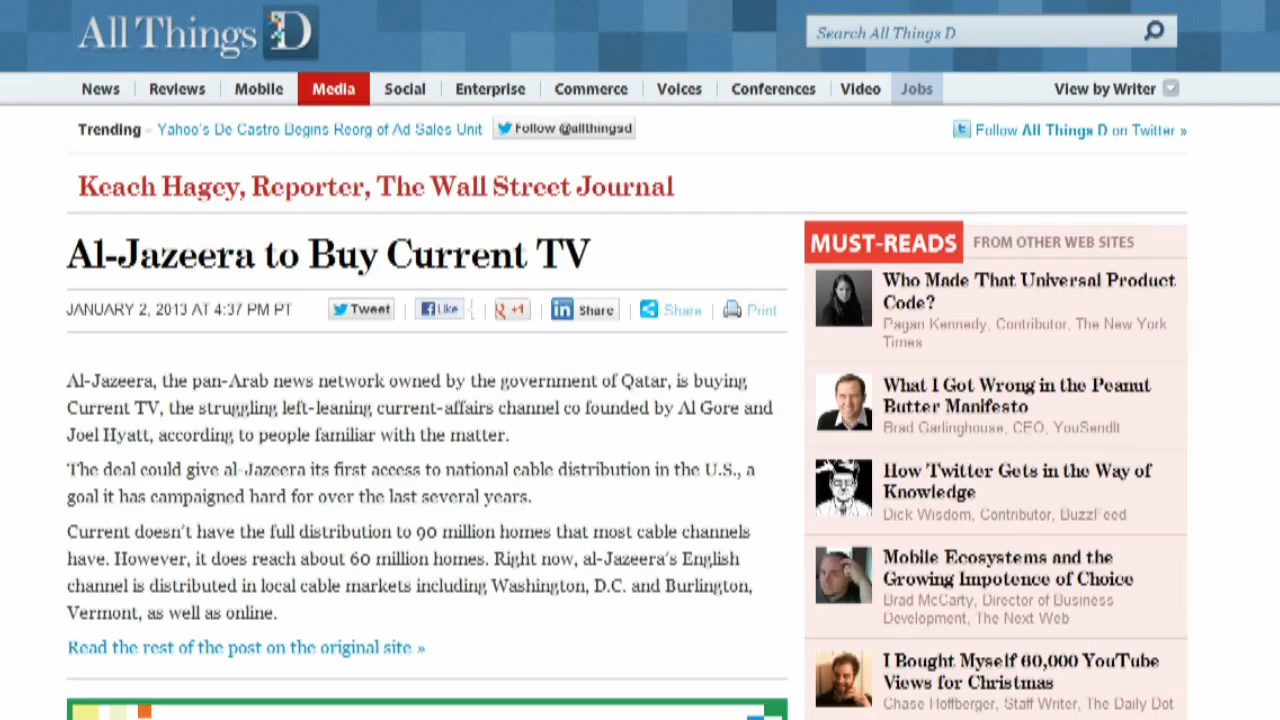 All Things D
Search All Things D
News Reviews Mobile Media Social Enterprise Commerce Voices Conferences Video Jobs View by Writer
Trending – Yahoo's De Castro Begins Reorg of Ad Sales Unit Follow @allthingsd Follow All Things D on Twitter »
Keach Hagey, Reporter, The Wall Street Journal
Al-Jazeera to Buy Current TV
JANUARY 2, 2013 AT 4:37 PM PT Tweet Like +1 Share Share Print
Al-Jazeera, the pan-Arab news network owned by the government of Qatar, is buying
Current TV, the struggling left-leaning current-affairs channel co founded by Al Gore and
Joel Hyatt, according to people familiar with the matter.
The deal could give al-Jazeera its first access to national cable distribution in the U.S., a
goal it has campaigned hard for over the last several years.
Current doesn't have the full distribution to 90 million homes that most cable channels
have. However, it does reach about 60 million homes. Right now, al-Jazeera's English
channel is distributed in local cable markets including Washington, D.C. and Burlington,
Vermont, as well as online.
Read the rest of the post on the original site »
MUST-READS FROM OTHER WEB SITES
Who Made That Universal Product
Code?
Pagan Kennedy, Contributor, The New York
Times
What I Got Wrong in the Peanut
Butter Manifesto
Brad Garlinghouse, CEO, YouSendIt
How Twitter Gets in the Way of
Knowledge
Dick Wisdom, Contributor, BuzzFeed
Mobile Ecosystems and the
Growing Impotence of Choice
Brad McCarty, Director of Business
Development, The Next Web
I Bought Myself 60,000 YouTube
Views for Christmas
Chase Hoffberger, Staff Writer, The Daily Dot